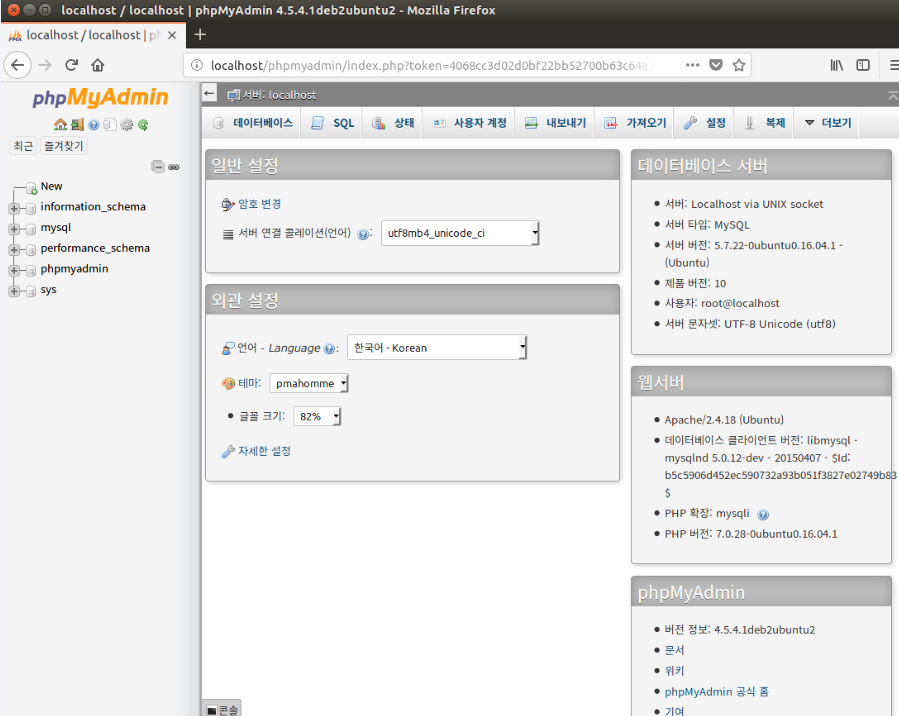 localhost / localhost | phpMyAdmin 4.5.4.1deb2ubuntu2 - Mozilla Firefox
localhost / localhost | ph
localhost/phpmyadmin/index.php?token=4068cc3d02d0bf22bb52700b63c64a3
phpMyAdmin
최근 즐겨찾기
New
information_schema
mysql
performance_schema
phpmyadmin
sys
서버: localhost
데이터베이스 SQL 상태 사용자 계정 내보내기 가져오기 설정 복제 더보기
일반 설정
암호 변경
서버 연결 콜레이션(언어) : utf8mb4_unicode_ci
외관 설정
언어 - Language : 한국어 - Korean
테마: pmahomme
글꼴 크기: 82%
자세한 설정
데이터베이스 서버
서버: Localhost via UNIX socket
서버 타입: MySQL
서버 버전: 5.7.22-0ubuntu0.16.04.1 -
(Ubuntu)
제품 버전: 10
사용자: root@localhost
서버 문자셋: UTF-8 Unicode (utf8)
웹서버
Apache/2.4.18 (Ubuntu)
데이터베이스 클라이언트 버전: libmysql -
mysqlnd 5.0.12-dev - 20150407 - $Id:
b5c5906d452ec590732a93b051f3827e02749b83
$
PHP 확장: mysqli
PHP 버전: 7.0.28-0ubuntu0.16.04.1
phpMyAdmin
버전 정보: 4.5.4.1deb2ubuntu2
문서
위키
phpMyAdmin 공식 홈
기여
콘솔